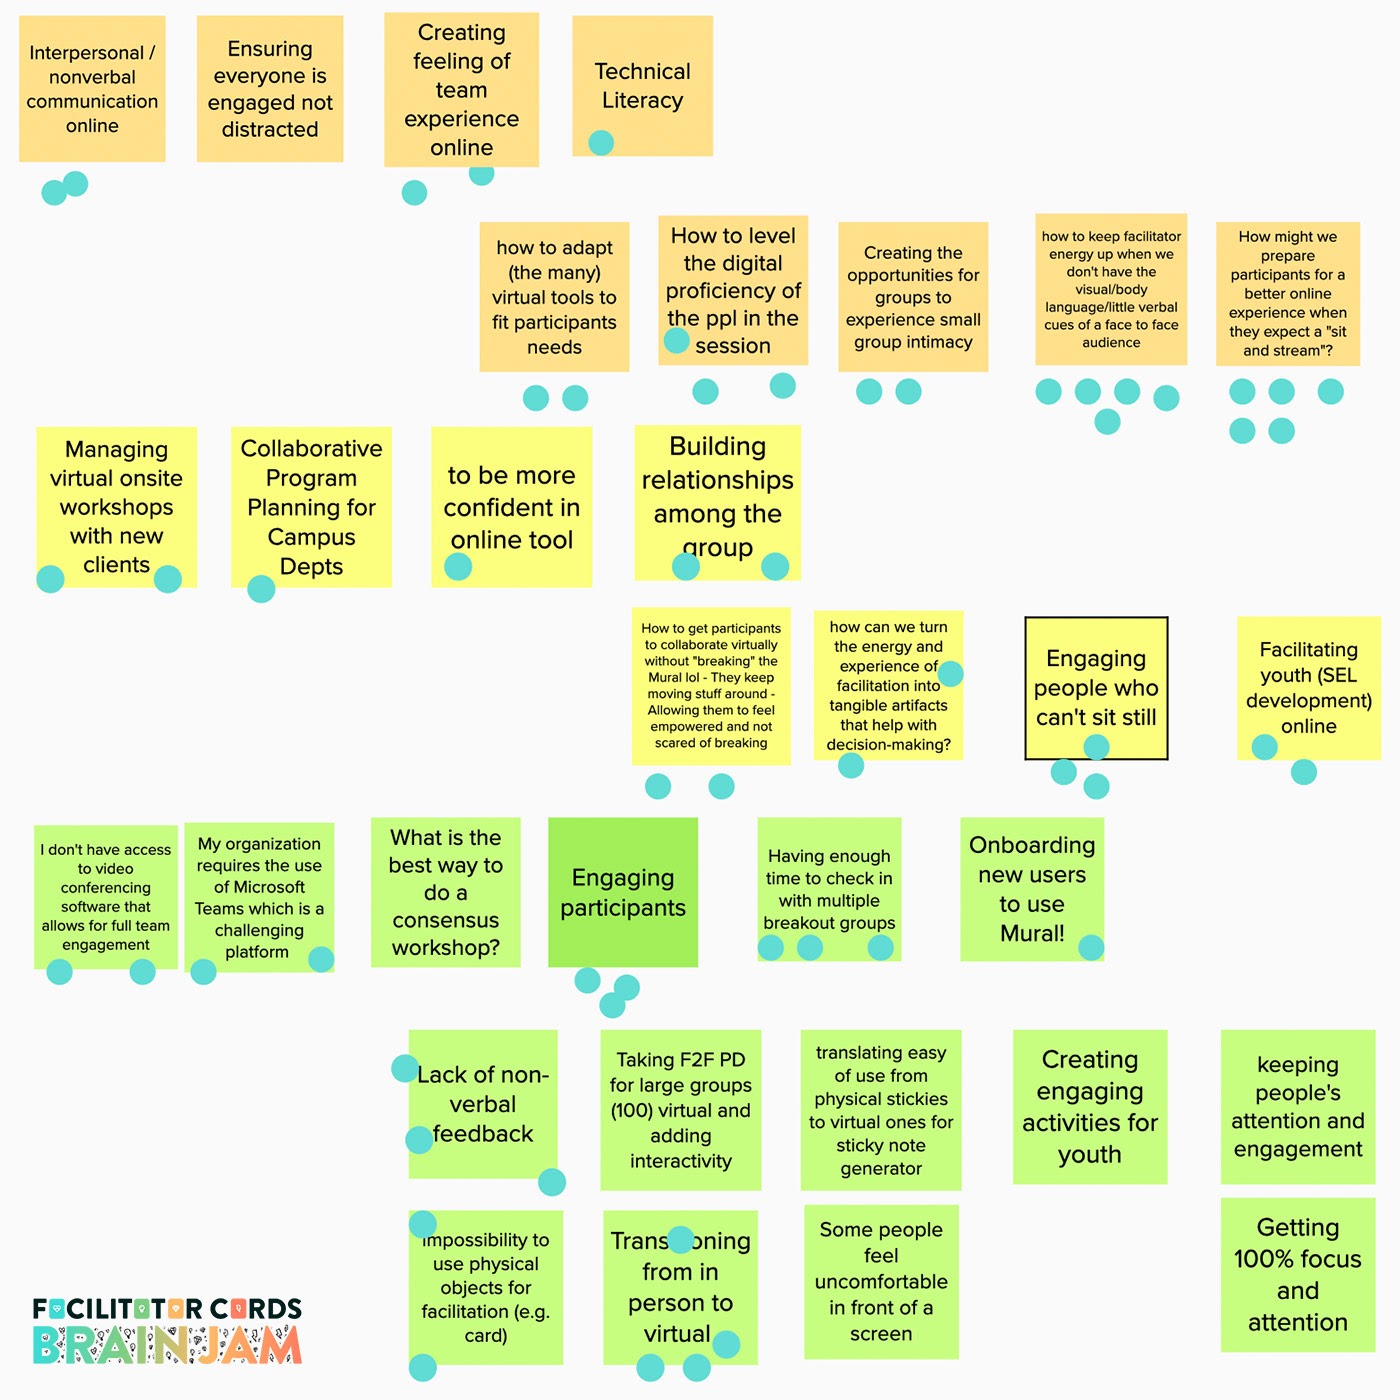 Interpersonal /
nonverbal
communication
online
Ensuring
everyone is
engaged not
distracted
Creating
feeling of
team
experience
online
Technical
Literacy
how to adapt
(the many)
virtual tools to
fit participants
needs
How to level
the digital
proficiency of
the ppl in the
session
Creating the
opportunities for
groups to
experience small
group intimacy
how to keep facilitator
energy up when we
don't have the
visual/body
language/little verbal
cues of a face to face
audience
How might we
prepare
participants for a
better online
experience when
they expect a "sit
and stream"?
Managing
virtual onsite
workshops
with new
clients
Collaborative
Program
Planning for
Campus
Depts
to be more
confident in
online tool
Building
relationships
among the
group
How to get participants
to collaborate virtually
without "breaking" the
Mural lol - They keep
moving stuff around -
Allowing them to feel
empowered and not
scared of breaking
how can we turn
the energy and
experience of
facilitation into
tangible artifacts
that help with
decision-making?
Engaging
people who
can't sit still
Facilitating
youth (SEL
development)
online
I don't have access
to video
conferencing
software that
allows for full team
engagement
My organization
requires the use
of Microsoft
Teams which is a
challenging
platform
What is the
best way to
do a
consensus
workshop?
Engaging
participants
Having enough
time to check in
with multiple
breakout groups
Onboarding
new users
to use
Mural!
Lack of non-
verbal
feedback
Taking F2F PD
for large groups
(100) virtual and
adding
interactivity
translating easy
of use from
physical stickies
to virtual ones for
sticky note
generator
Creating
engaging
activities for
youth
keeping
people's
attention and
engagement
Impossibility to
use physical
objects for
facilitation (e.g.
card)
Transitioning
from in
person to
virtual
Some people
feel
uncomfortable
in front of a
screen
Getting
100% focus
and
attention
FACILITATOR CARDS
BRAIN JAM